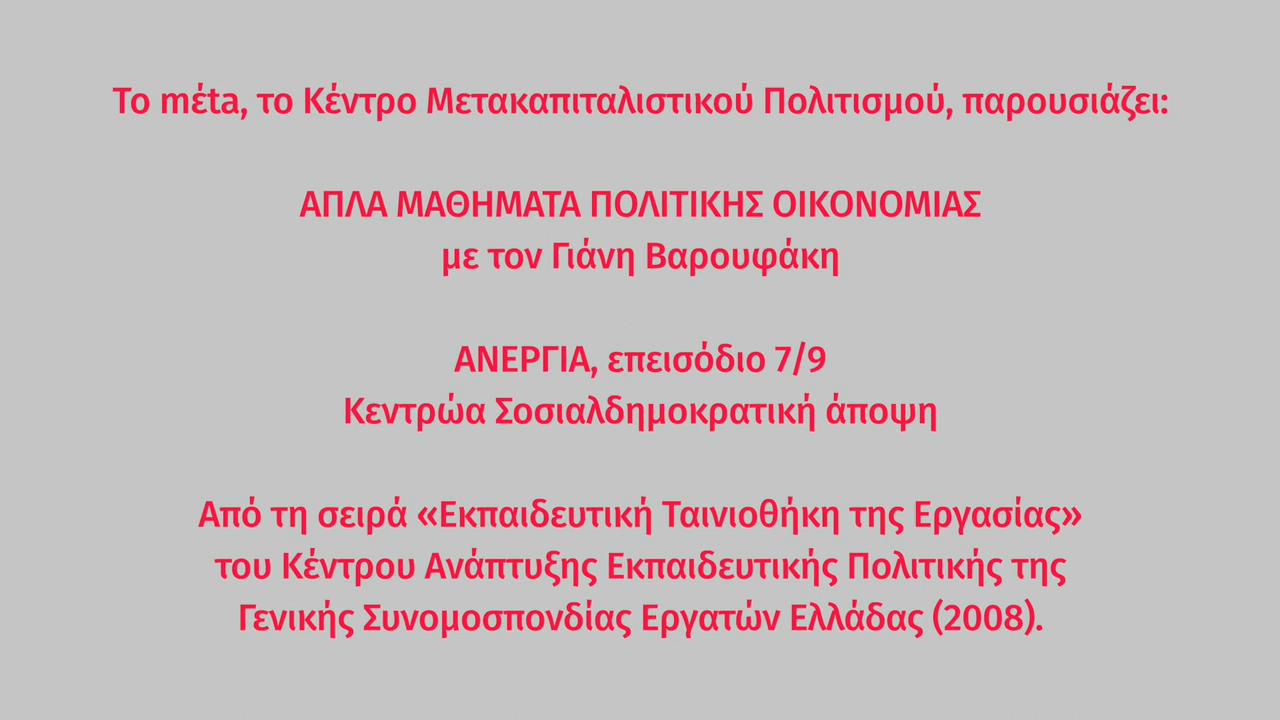 Το mέta, το Κέντρο Μετακαπιταλιστικού Πολιτισμού, παρουσιάζει:
ΑΠΛΑ ΜΑΘΗΜΑΤΑ ΠΟΛΙΤΙΚΗΣ ΟΙΚΟΝΟΜΙΑΣ
με τον Γιάνη Βαρουφάκη
ΑΝΕΡΓΙΑ, επεισόδιο 7/9
Κεντρώα Σοσιαλδημοκρατική άποψη
Από τη σειρά «Εκπαιδευτική Ταινιοθήκη της Εργασίας»
του Κέντρου Ανάπτυξης Εκπαιδευτικής Πολιτικής της
Γενικής Συνομοσπονδίας Εργατών Ελλάδας (2008).